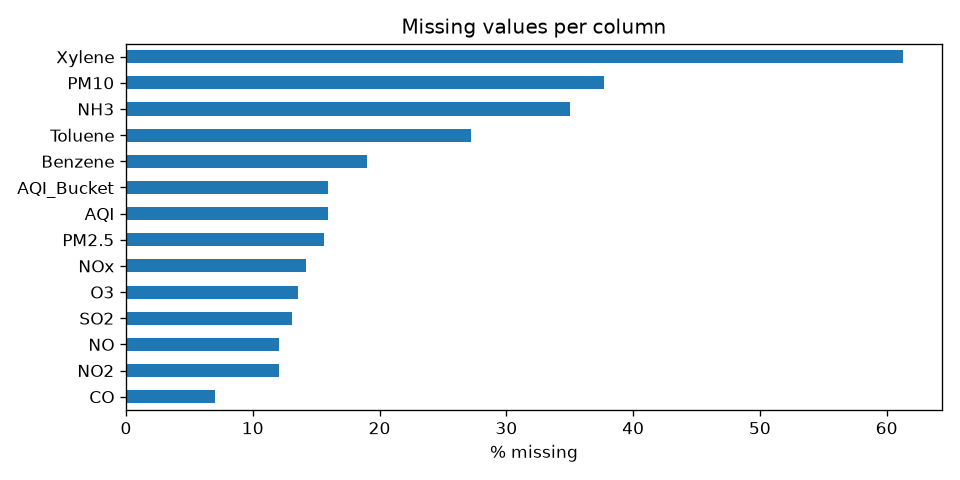 Missing values per column
Xylene
PM10
NH3
Toluene
Benzene
AQI_Bucket
AQI
PM2.5
NOx
O3
SO2
NO
NO2
CO
0 10 20 30 40 50 60
% missing